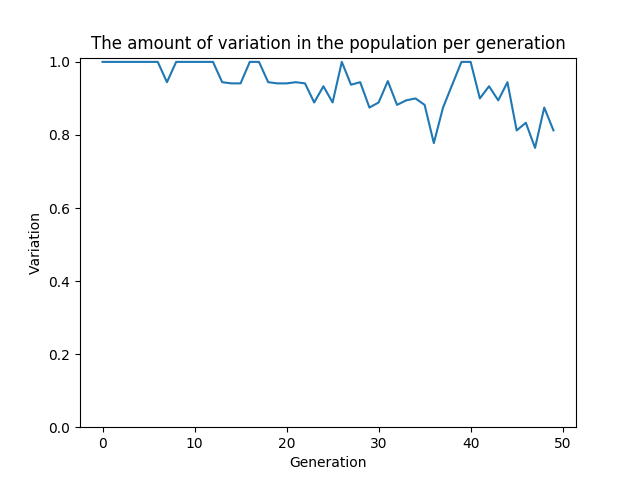 The amount of variation in the population per generation
1.0
0.8
0.6
0.4
0.2
0.0
Variation
0 10 20 30 40 50
Generation